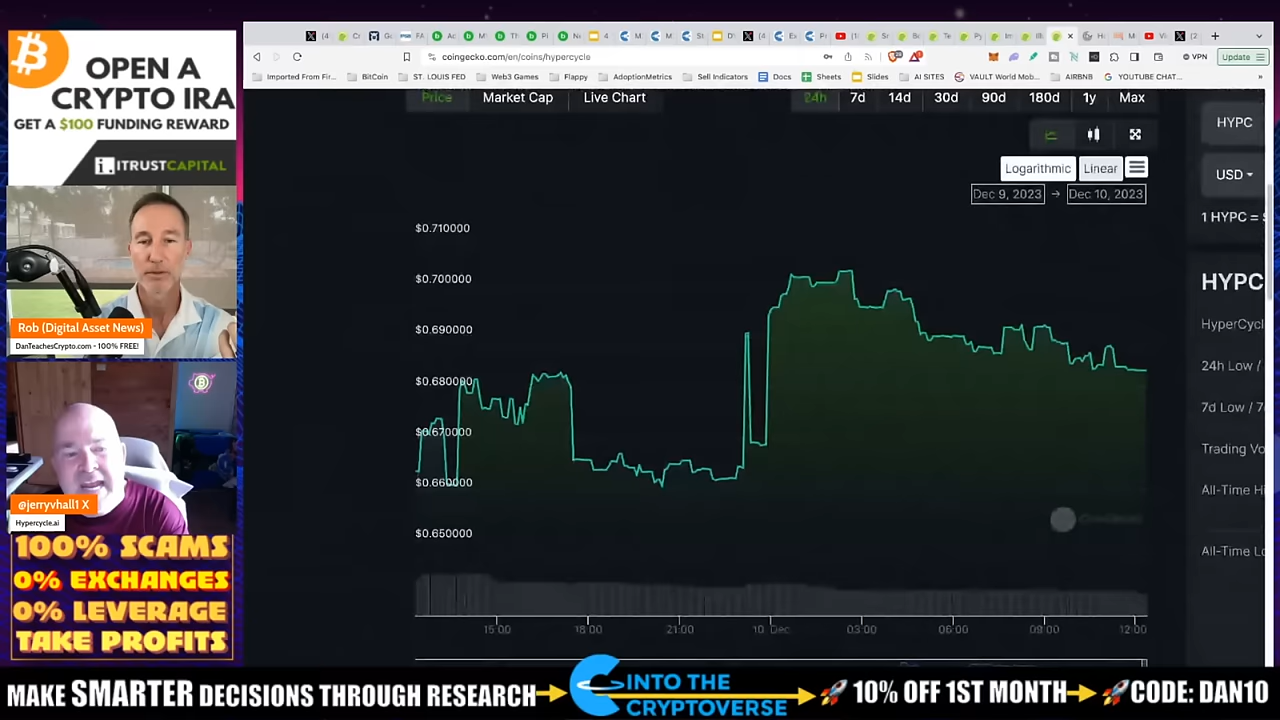 OPEN A
CRYPTO IRA
GET A $100 FUNDING REWARD
ITRUSTCAPITAL
Rob (Digital Asset News)
DanTeachesCrypto.com - 100% FREE!
@jerryvhall1 X
Hypercycle.ai
100% SCAMS
0% EXCHANGES
0% LEVERAGE
TAKE PROFITS
coingecko.com/en/coins/hypercycle
VPN
Update
Imported From Fir...
BitCoin
ST. LOUIS FED
Web3 Games
Flappy
AdoptionMetrics
Sell Indicators
Docs
Sheets
Slides
AI SITES
VAULT World Mob...
AIRBNB
YOUTUBE CHAT...
Price Market Cap Live Chart
24h 7d 14d 30d 90d 180d 1y Max
Logarithmic Linear
Dec 9, 2023 → Dec 10, 2023
$0.710000
$0.700000
$0.690000
$0.680000
$0.670000
$0.660000
$0.650000
15:00 18:00 21:00 10. Dec 03:00 06:00 09:00 12:00
HYPC
USD
1 HYPC =
HYPC
HyperCycl
24h Low /
7d Low / 7
Trading Vo
All-Time Hi
All-Time Lo
MAKE SMARTER DECISIONS THROUGH RESEARCH
INTO THE
CRYPTOVERSE
10% OFF 1ST MONTH
CODE: DAN10